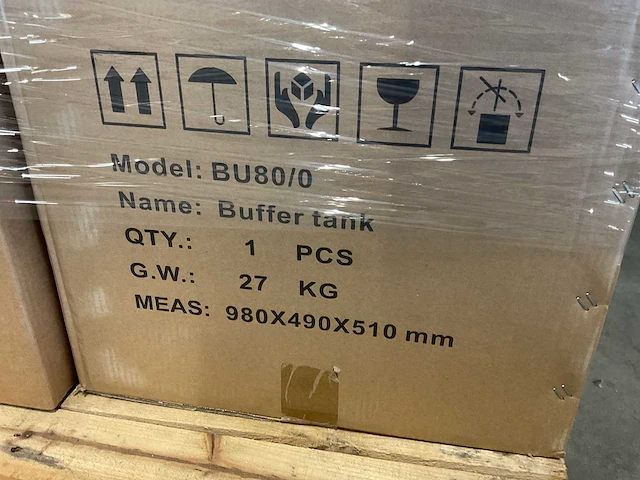 Model: BU80/0
Name: Buffer tank
QTY.: 1 PCS
G.W.: 27 KG
MEAS: 980X490X510 mm